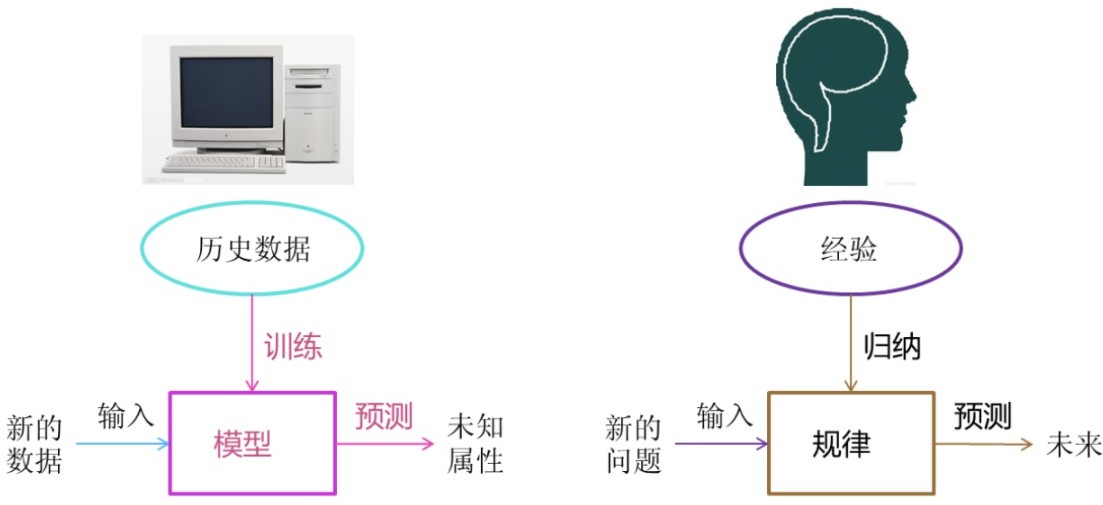 历史数据
训练
新的
数据
输入
模型
预测
未知
属性
经验
归纳
新的
问题
输入
规律
预测
未来